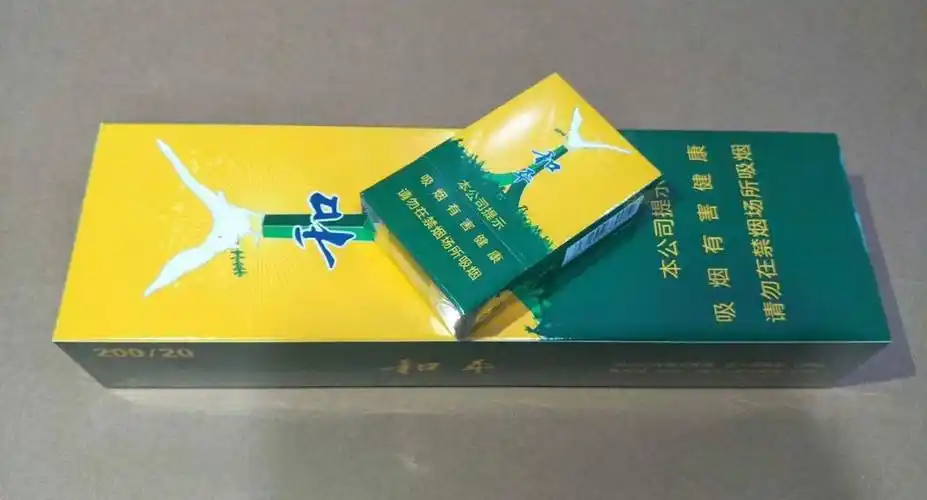 和
本公司提示
吸烟有害健康
请勿在禁烟场所吸烟
和平
本公司提示
吸烟有害健康
请勿在禁烟场所吸烟
200/20